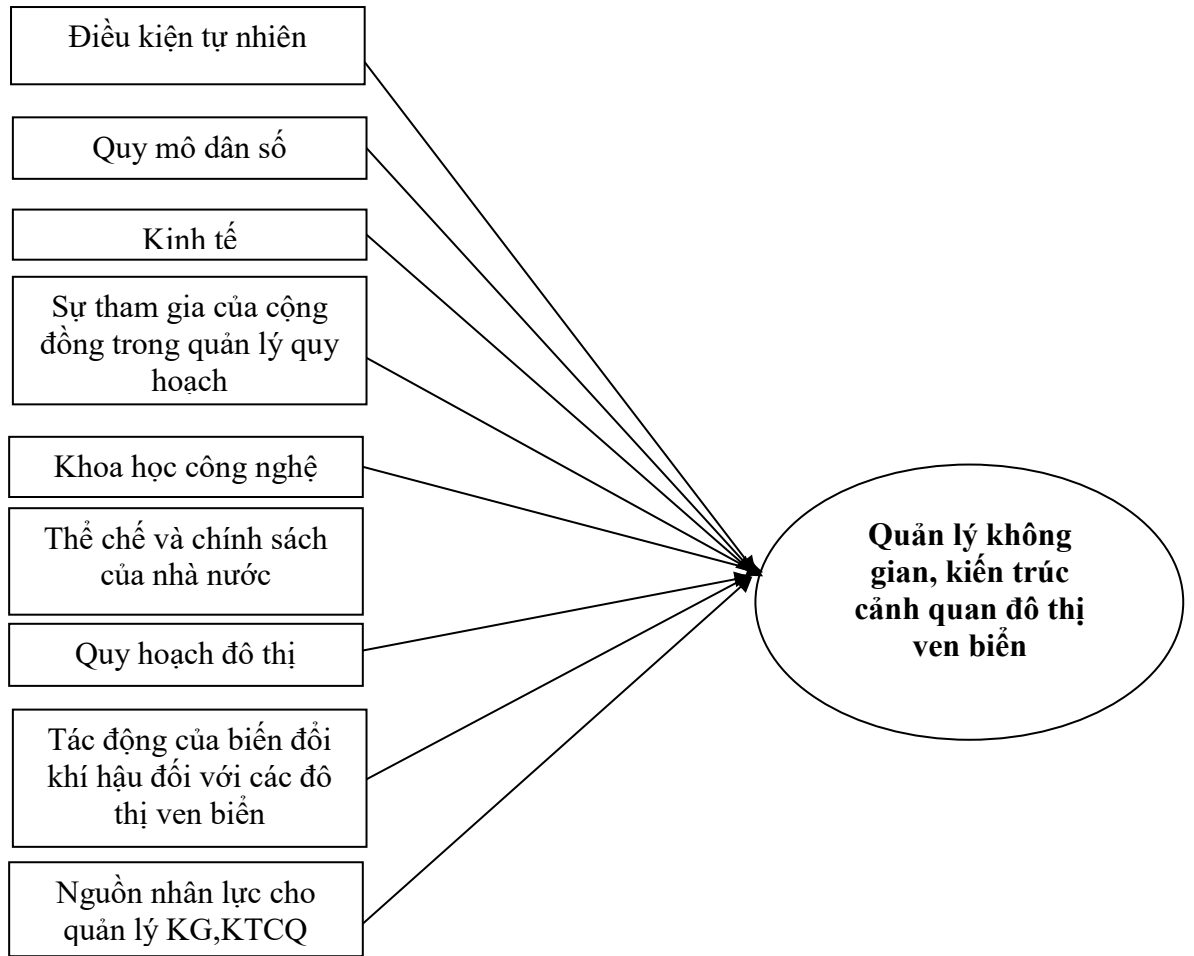 Điều kiện tự nhiên
Quy mô dân số
Kinh tế
Sự tham gia của cộng
đồng trong quản lý quy
hoạch
Khoa học công nghệ
Thể chế và chính sách
của nhà nước
Quy hoạch đô thị
Tác động của biến đổi
khí hậu đối với các đô
thị ven biển
Nguồn nhân lực cho
quản lý KG,KTCQ
Quản lý không
gian, kiến trúc
cảnh quan đô thị
ven biển